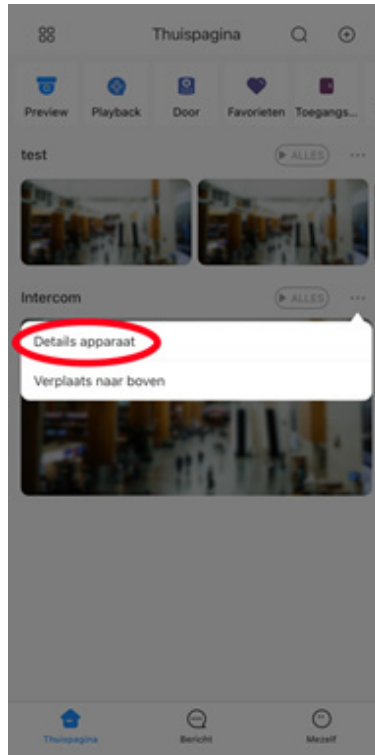 Thuispagina
Preview Playback Door Favorieten Toegangs...
test
ALLES
Intercom
ALLES
Details apparaat
Verplaats naar boven
Thuispagina Bericht Mezelf